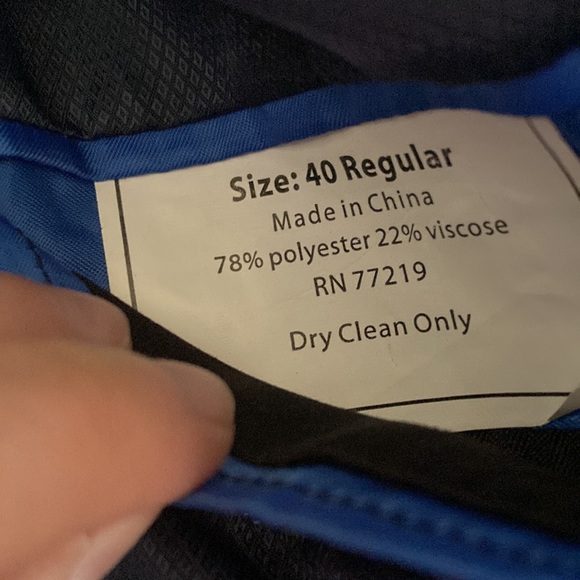 Size: 40 Regular
Made in China
78% polyester 22% viscose
RN 77219
Dry Clean Only